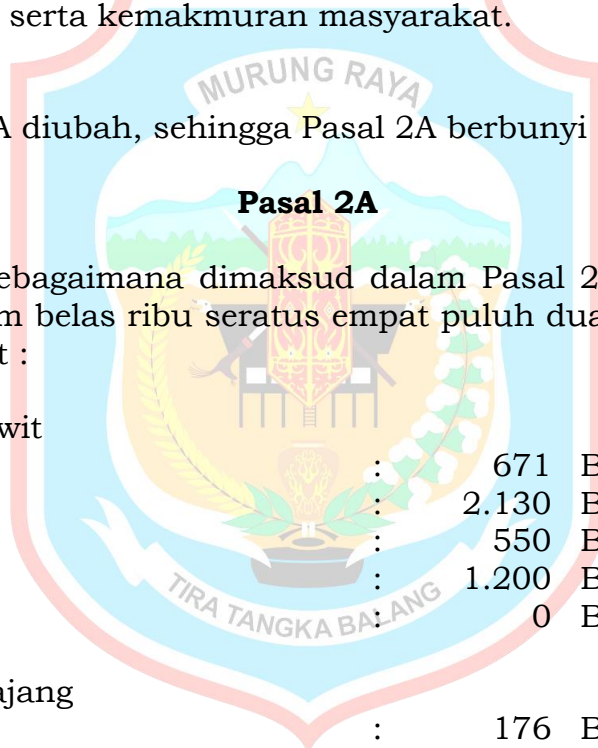 serta kemakmuran masyarakat.
MURUNG RAYA
A diubah, sehingga Pasal 2A berbunyi
Pasal 2A
ebagaimana dimaksud dalam Pasal 2
m belas ribu seratus empat puluh dua
t :
wit
: 671 B
: 2.130 B
: 550 B
: 1.200 B
: 0 B
TIRA TANGKA BALANG
ajang
: 176 B